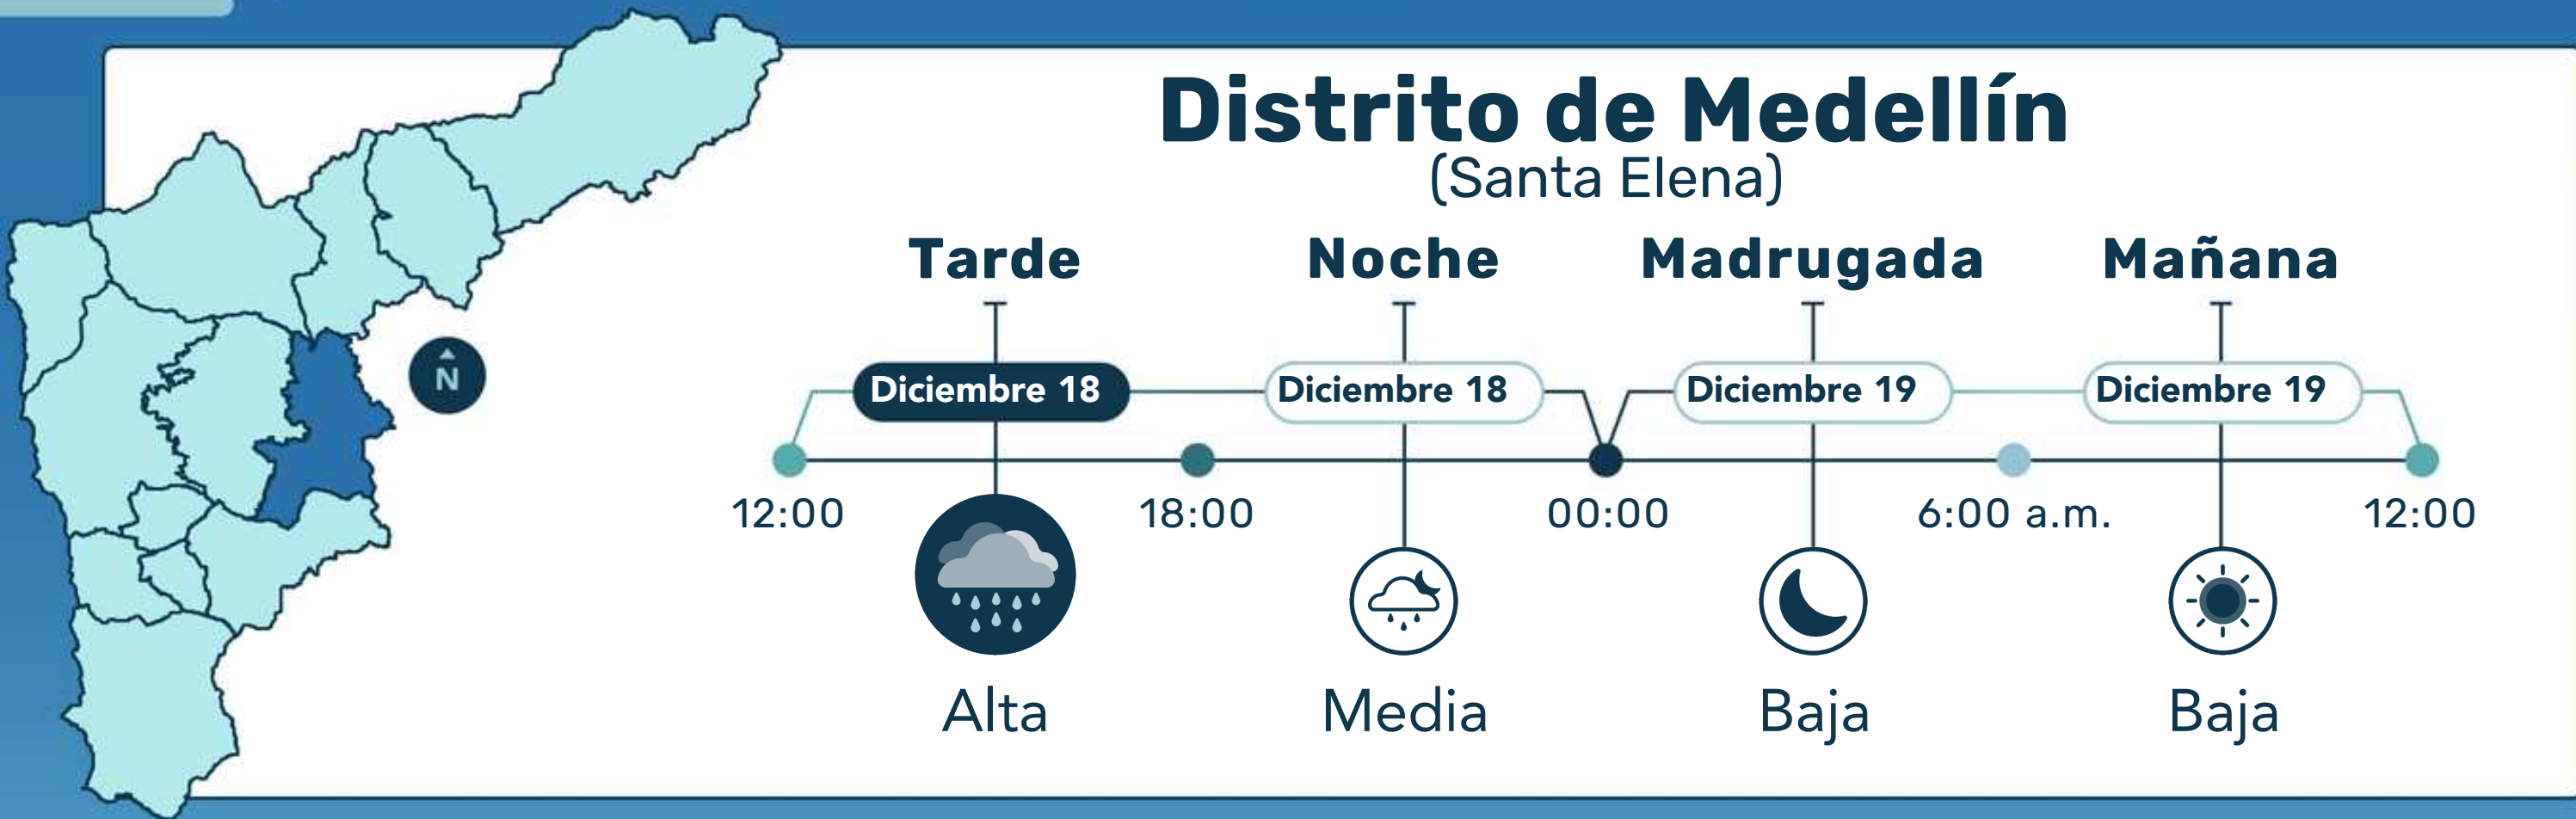 Distrito de Medellín
(Santa Elena)
Tarde Noche Madrugada Mañana
Diciembre 18 Diciembre 18 Diciembre 19 Diciembre 19
N
12:00 18:00 00:00 6:00 a.m. 12:00
Alta Media Baja Baja